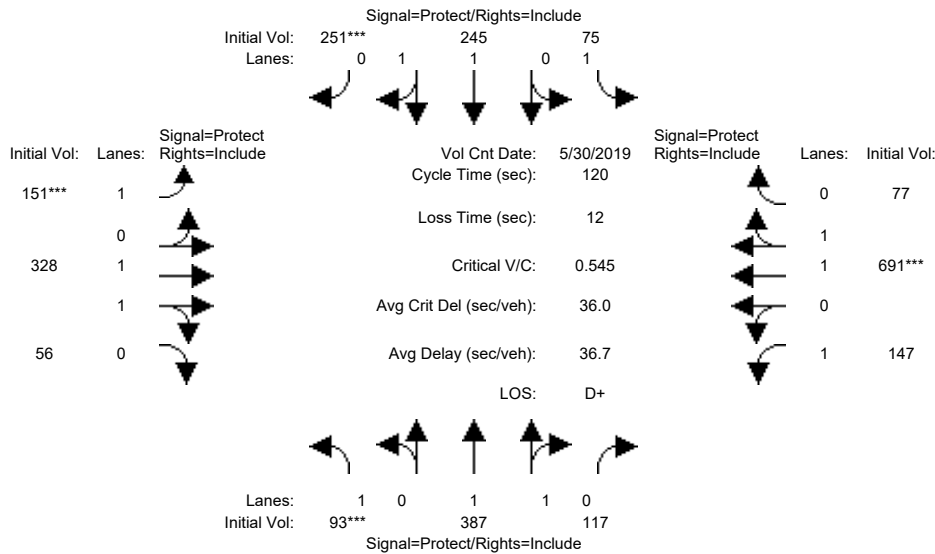 Signal=Protect/Rights=Include
Initial Vol: 251*** 245 75
Lanes: 0 1 1 0 1
Signal=Protect
Initial Vol: Lanes: Rights=Include
Vol Cnt Date: 5/30/2019
Signal=Protect
Rights=Include Lanes: Initial Vol:
Cycle Time (sec): 120
151*** 1 0 77
Loss Time (sec): 12
0 1
328 1 Critical V/C: 0.545 1 691***
1 Avg Crit Del (sec/veh): 36.0 0
56 0 Avg Delay (sec/veh): 36.7 1 147
LOS: D+
Lanes: 1 0 1 1 0
Initial Vol: 93*** 387 117
Signal=Protect/Rights=Include